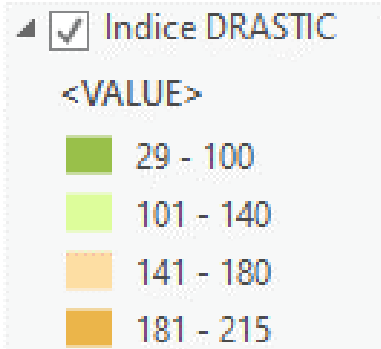 Indice DRASTIC
<VALUE>
29 - 100
101 - 140
141 - 180
181 - 215